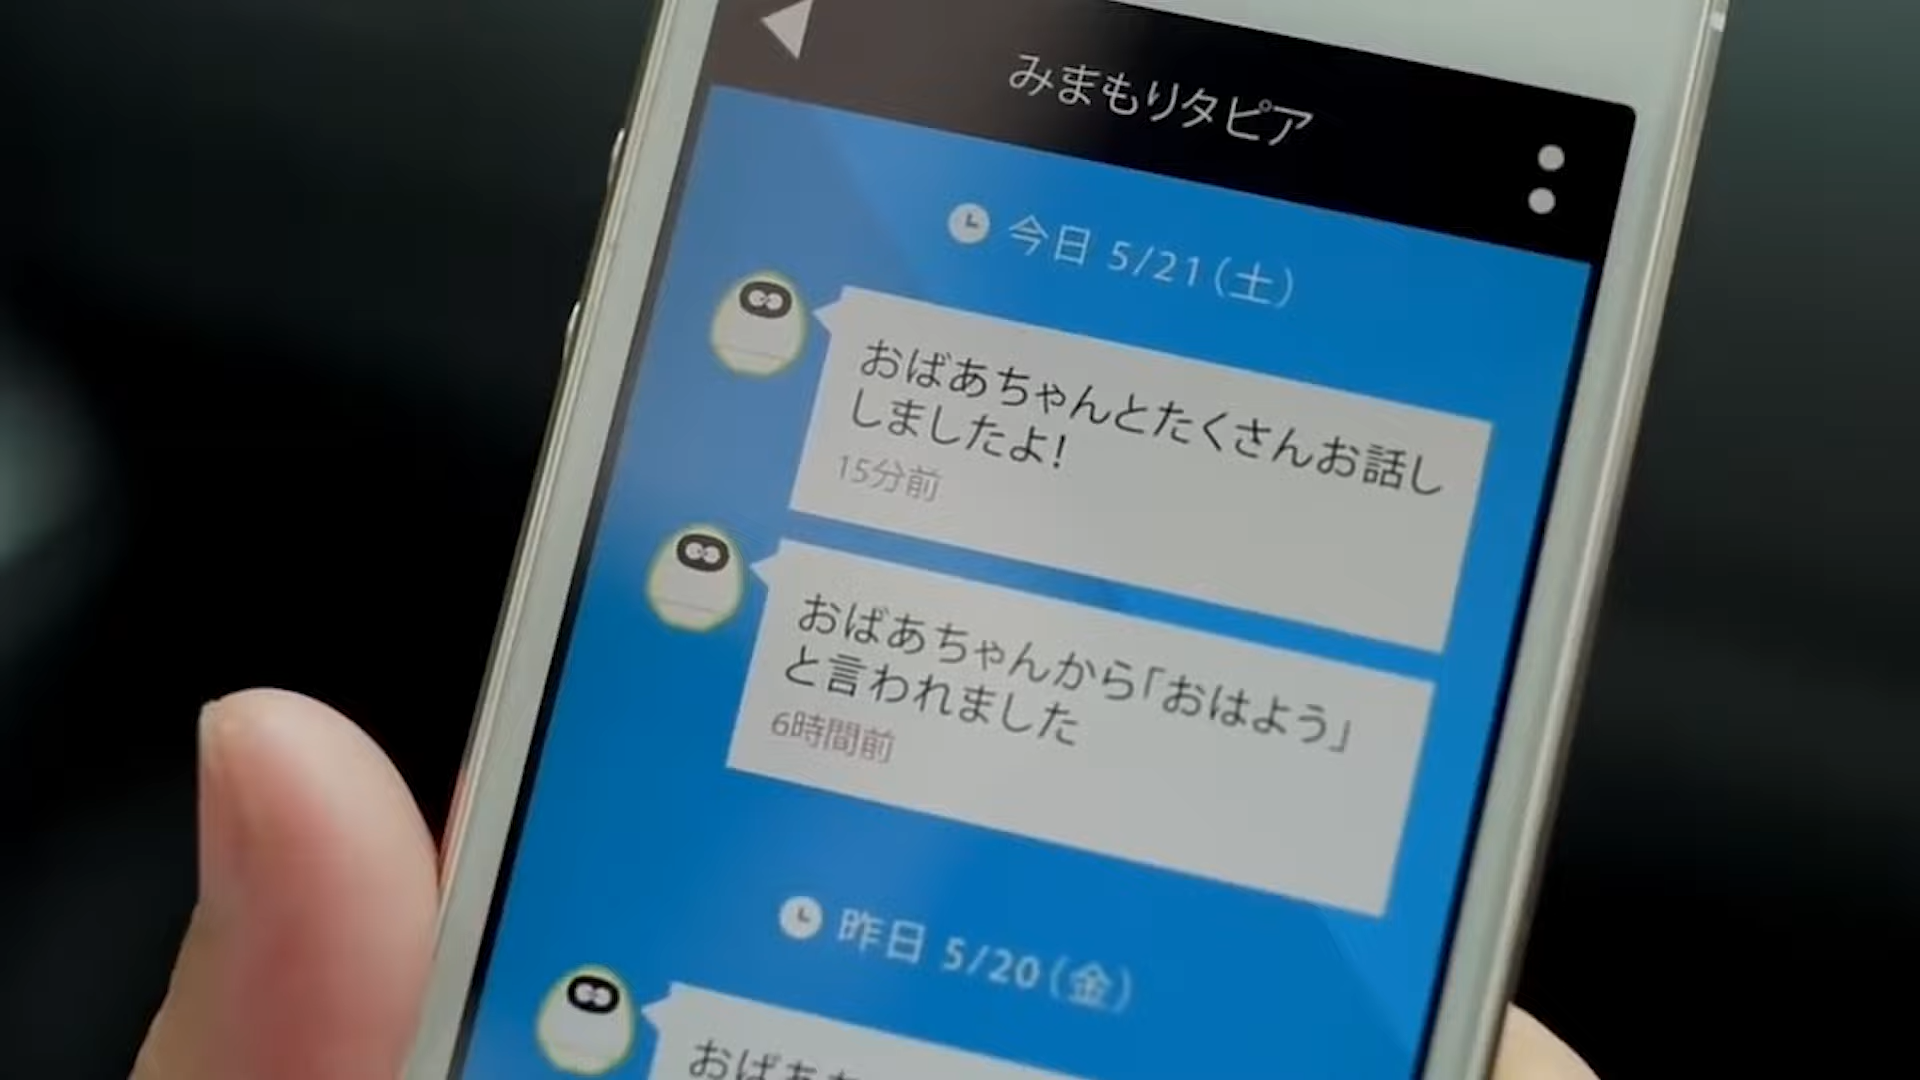 みまもりタピア
今日 5/21(土)
おばあちゃんとたくさんお話し
しましたよ!
15分前
おばあちゃんから「おはよう」
と言われました
6時間前
昨日 5/20(金)
おばあ